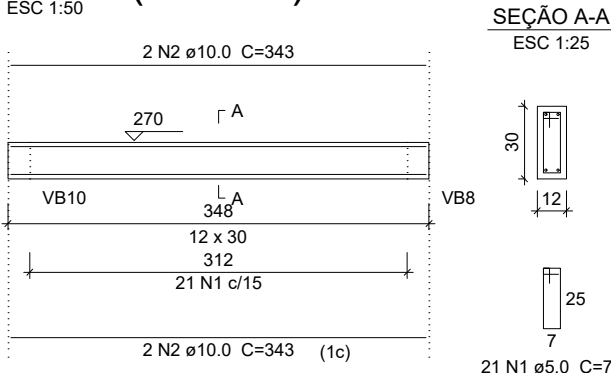 ESC 1:50
SEÇÃO A-A
ESC 1:25
2 N2 ø10.0 C=343
270
A
30
VB10
A
VB8
348
12
12 x 30
312
21 N1 c/15
25
7
2 N2 ø10.0 C=343 (1c)
21 N1 ø5.0 C=7